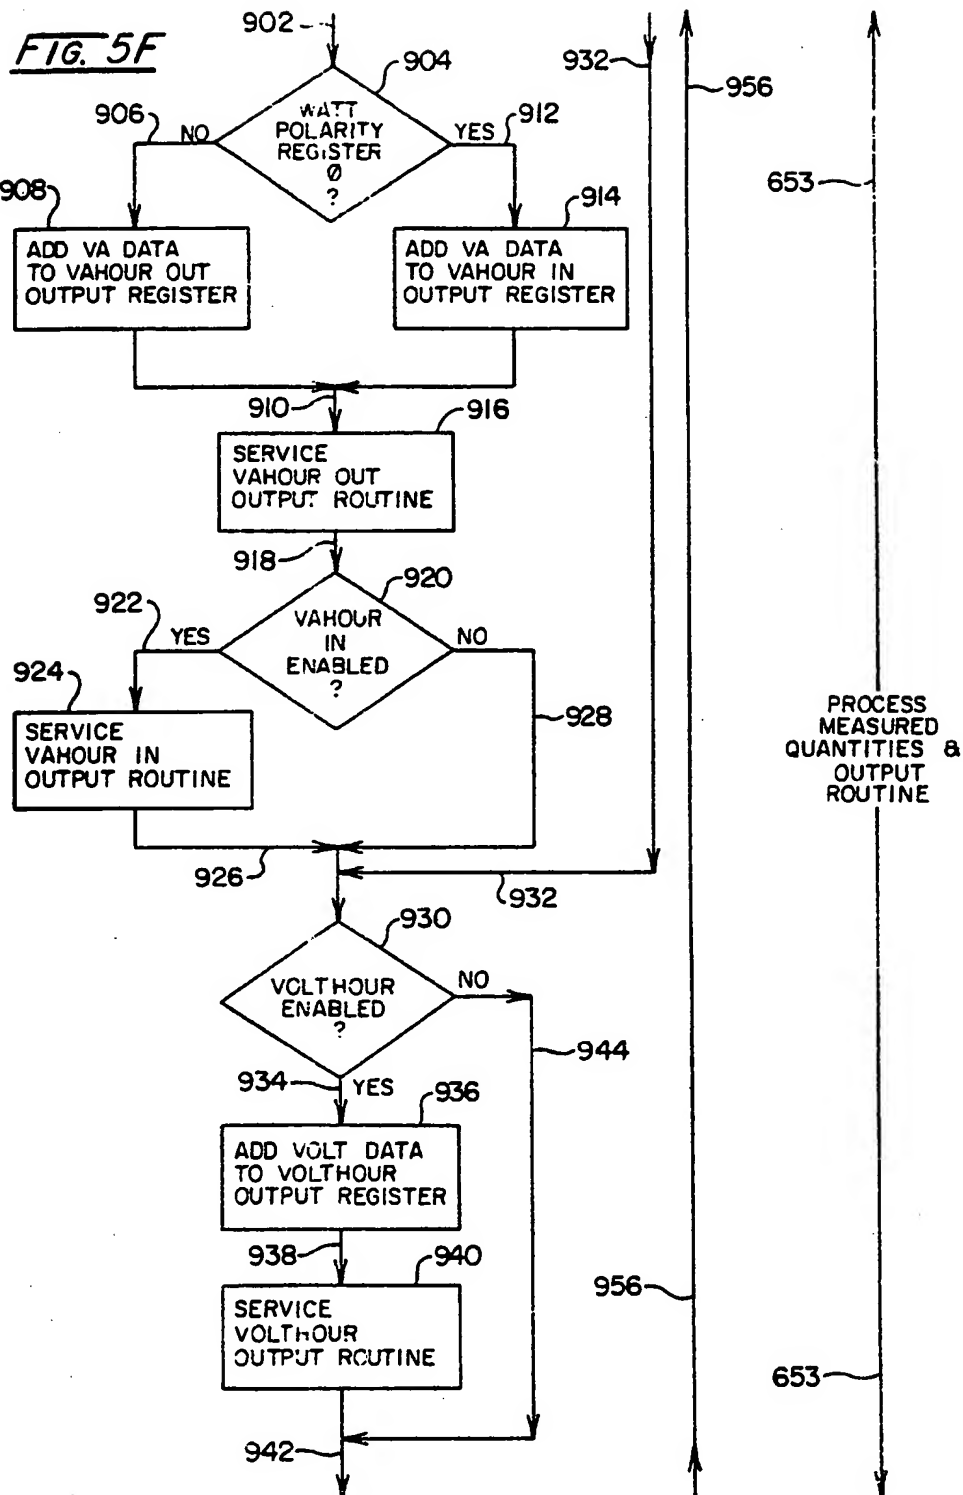 FIG. 5F
902
904
932
956
906
NO
WATT
POLARITY
REGISTER
Ø
?
YES
912
653
908
914
ADD VA DATA
TO VAHOUR OUT
OUTPUT REGISTER
ADD VA DATA
TO VAHOUR IN
OUTPUT REGISTER
910
916
SERVICE
VAHOUR OUT
OUTPUT ROUTINE
918
920
922
YES
VAHOUR
IN
ENABLED
?
NO
924
928
SERVICE
VAHOUR IN
OUTPUT ROUTINE
PROCESS
MEASURED
QUANTITIES &
OUTPUT
ROUTINE
926
932
930
VOLTHOUR
ENABLED
?
NO
944
934
YES
936
ADD VOLT DATA
TO VOLTHOUR
OUTPUT REGISTER
938
940
956
SERVICE
VOLTHOUR
OUTPUT ROUTINE
653
942